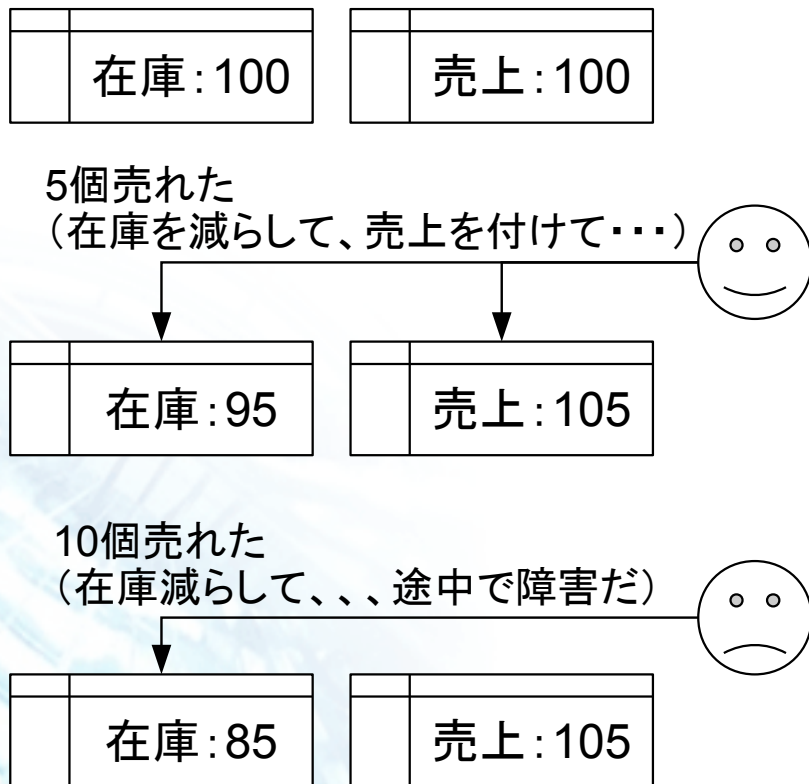 在庫:100
売上:100
5個売れた
(在庫を減らして、売上を付けて・・・)
在庫:95
売上:105
10個売れた
(在庫減らして、、、途中で障害だ)
在庫:85
売上:105